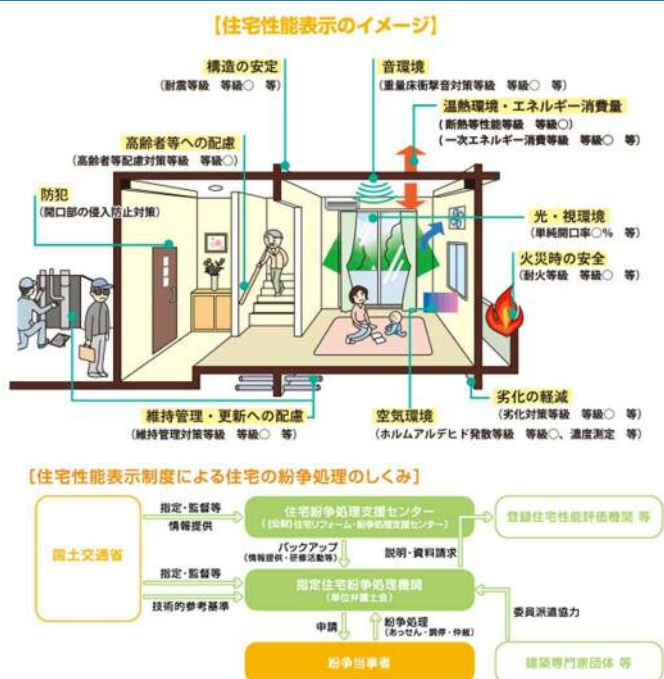 【住宅性能表示のイメージ】
構造の安定
(耐震等級 等級○ 等)
音環境
(重量床衝撃音対策等級 等級○ 等)
温熱環境・エネルギー消費量
(断熱等性能等級 等級○)
(一次エネルギー消費等級 等級○ 等)
高齢者等への配慮
(高齢者等配慮対策等級 等級○)
防犯
(開口部の侵入防止対策)
光・視環境
(単純開口率○% 等)
火災時の安全
(耐火等級 等級○ 等)
維持管理・更新への配慮
(維持管理対策等級 等級○ 等)
空気環境
(ホルムアルデヒド発散等級 等級○、濃度測定 等)
劣化の軽減
(劣化対策等級 等級○ 等)
［住宅性能表示制度による住宅の紛争処理のしくみ］
国土交通省
指定・監督等
情報提供
住宅紛争処理支援センター
((公財)住宅リフォーム・紛争処理支援センター)
登録住宅性能評価機関 等
バックアップ
(情報提供・研修活動等)
説明・資料請求
指定・監督等
技術的参考基準
指定住宅紛争処理機関
(単位弁護士会)
申請
紛争処理
(あっせん・調停・仲裁)
委員派遣協力
紛争当事者
建築専門家団体 等